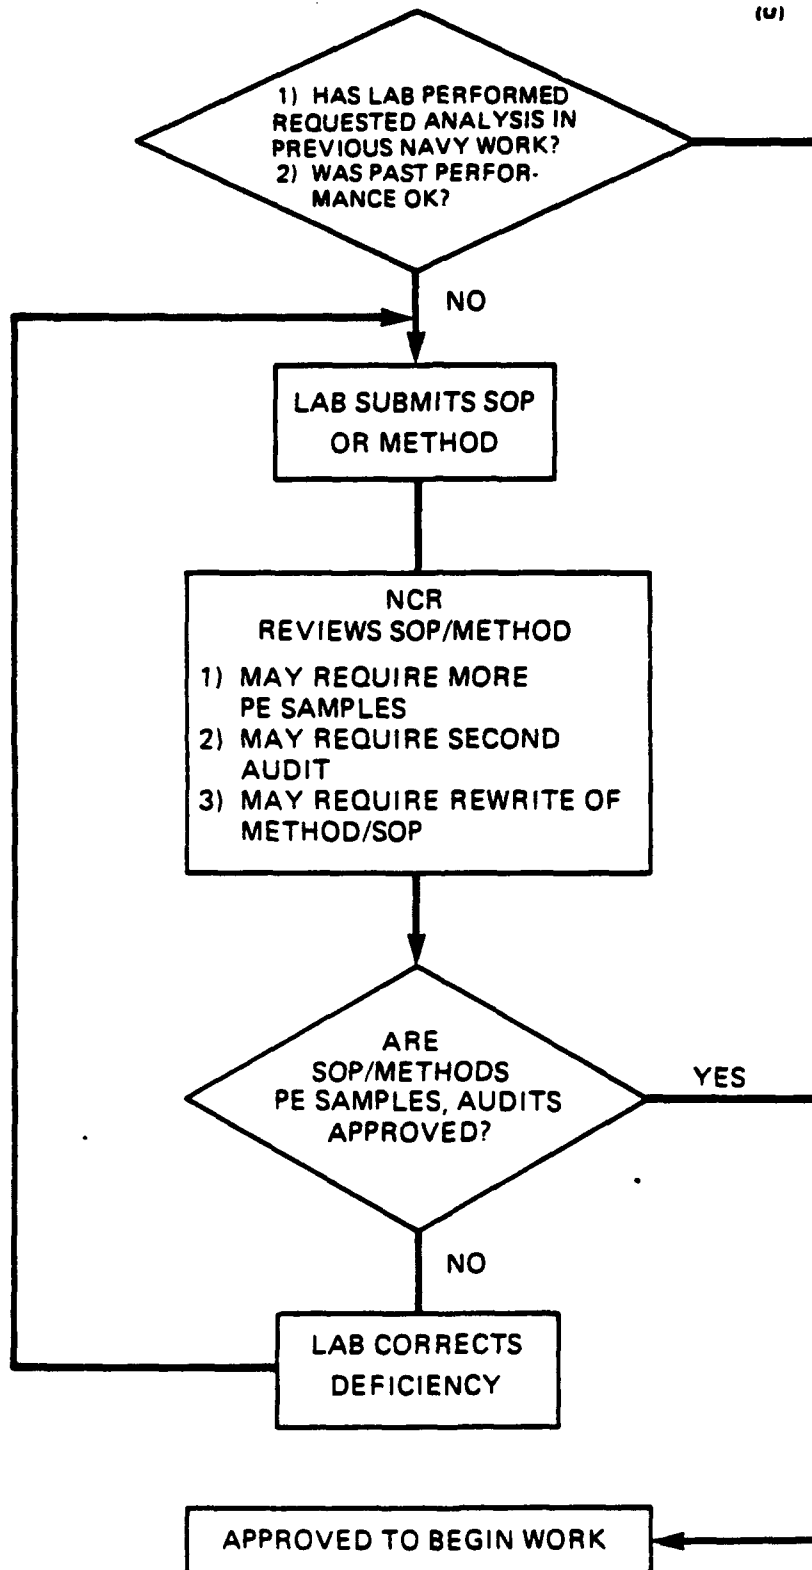 1) HAS LAB PERFORMED
REQUESTED ANALYSIS IN
PREVIOUS NAVY WORK?
2) WAS PAST PERFOR-
MANCE OK?
NO
LAB SUBMITS SOP
OR METHOD
NCR
REVIEWS SOP/METHOD
1) MAY REQUIRE MORE
PE SAMPLES
2) MAY REQUIRE SECOND
AUDIT
3) MAY REQUIRE REWRITE OF
METHOD/SOP
ARE
SOP/METHODS
PE SAMPLES, AUDITS
APPROVED?
YES
NO
LAB CORRECTS
DEFICIENCY
APPROVED TO BEGIN WORK